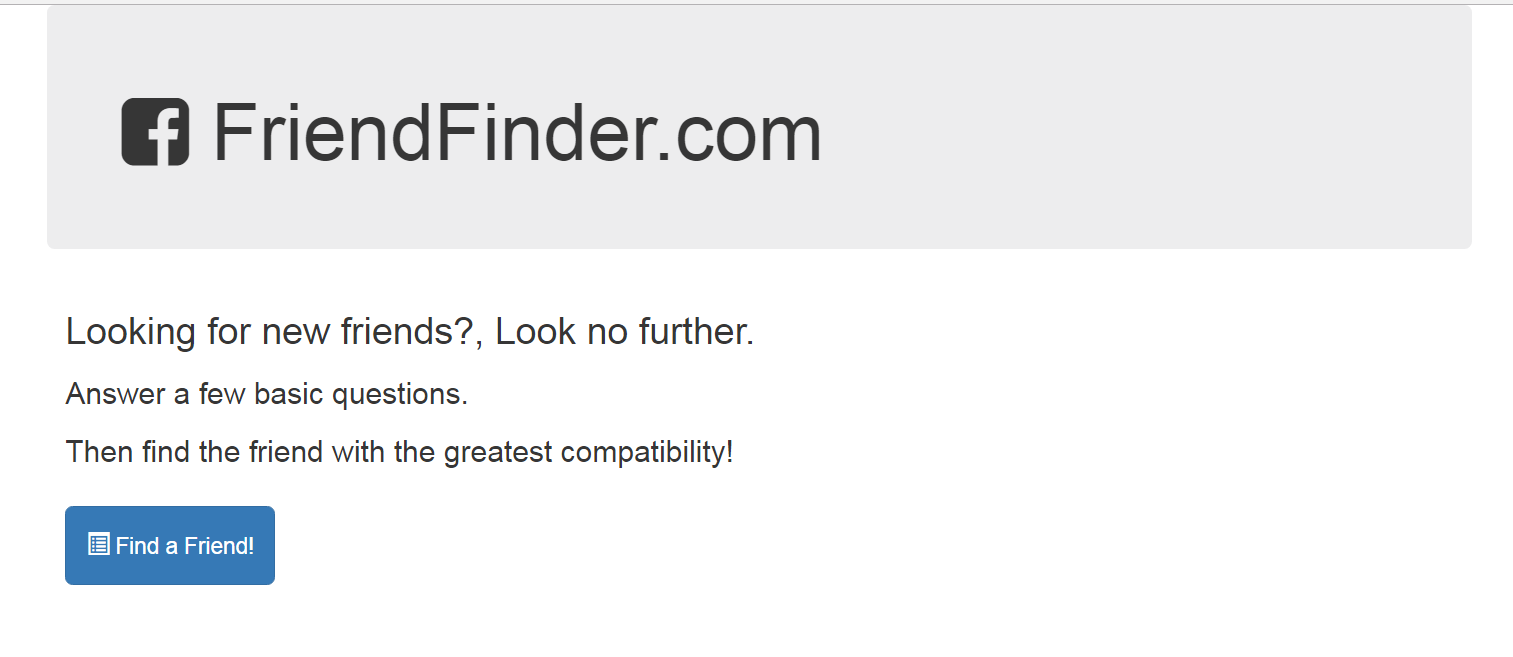 FriendFinder.com
Looking for new friends?, Look no further.
Answer a few basic questions.
Then find the friend with the greatest compatibility!
Find a Friend!